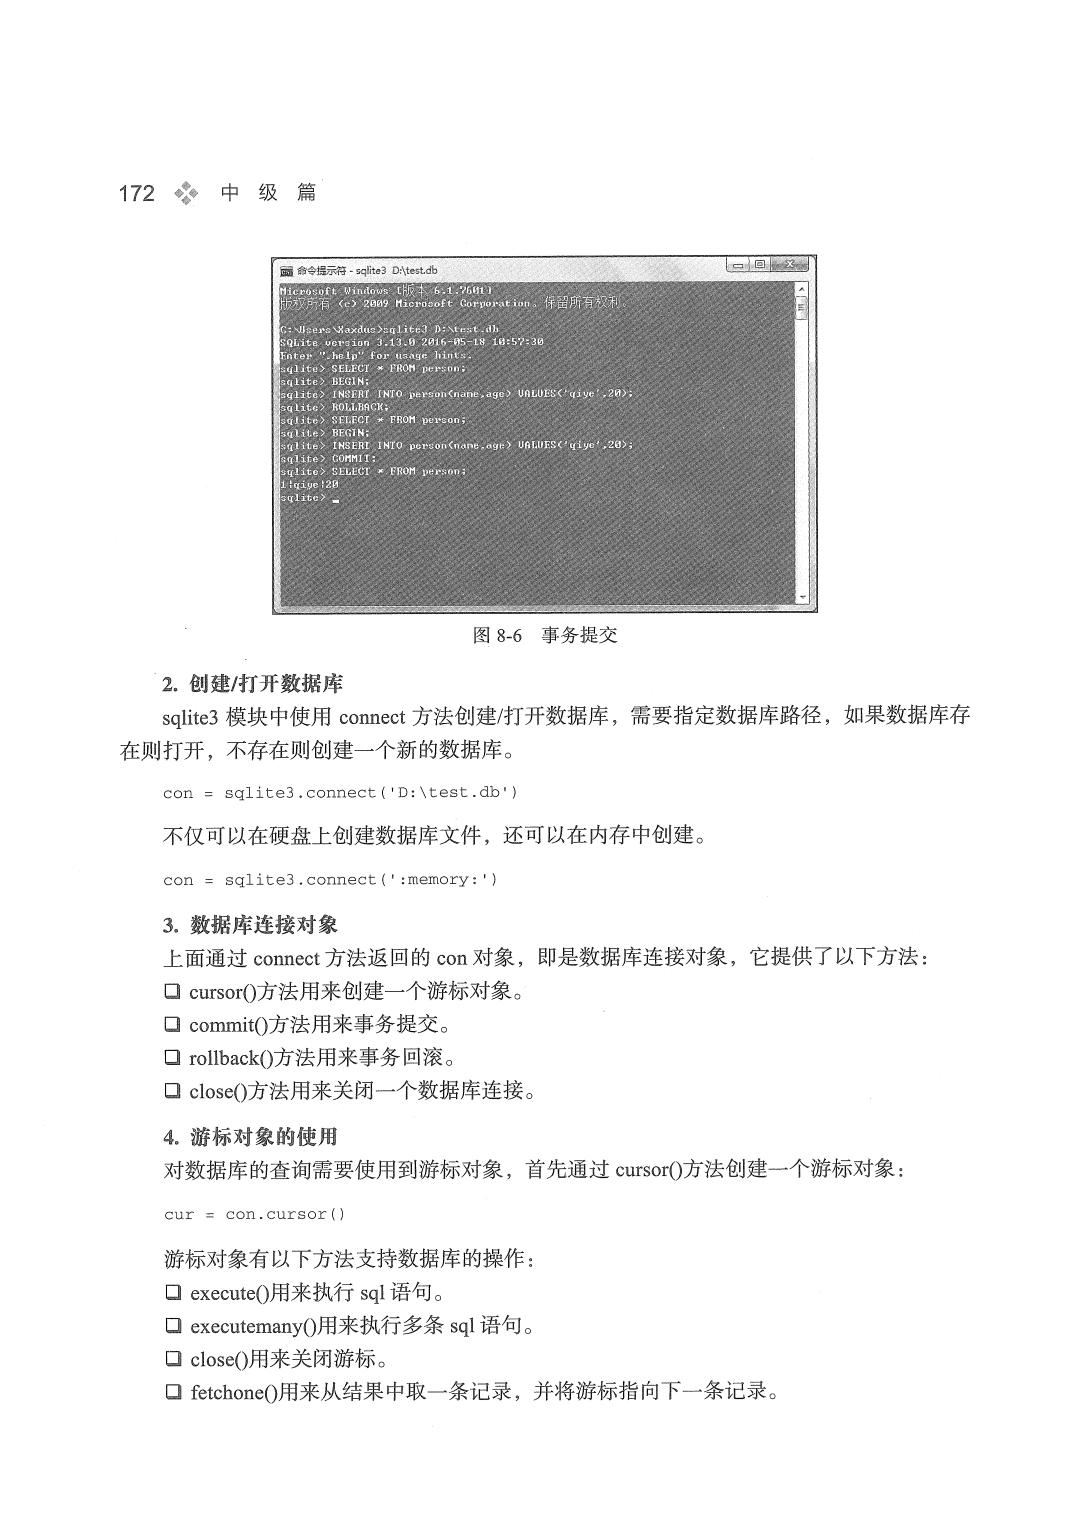 172 中级篇
命令提示符 - sqlite3 D:\test.db
Microsoft Windows [版本 6.1.7601]
版权所有 (c) 2009 Microsoft Corporation。保留所有权利。
C:\Users\Xaxdus>sqlite3 D:\test.db
SQLite version 3.13.0 2016-05-18 10:57:30
Enter ".help" for usage hints.
sqlite> SELECT * FROM person;
sqlite> BEGIN;
sqlite> INSERT INTO person(name,age) VALUES('qiye',20);
sqlite> ROLLBACK;
sqlite> SELECT * FROM person;
sqlite> BEGIN;
sqlite> INSERT INTO person(name,age) VALUES('qiye',20);
sqlite> COMMIT;
sqlite> SELECT * FROM person;
1|qiye|20
sqlite> _
图 8-6 事务提交
2. 创建/打开数据库
sqlite3 模块中使用 connect 方法创建/打开数据库，需要指定数据库路径，如果数据库存
在则打开，不存在则创建一个新的数据库。
con = sqlite3.connect('D:\test.db')
不仅可以在硬盘上创建数据库文件，还可以在内存中创建。
con = sqlite3.connect(':memory:')
3. 数据库连接对象
上面通过 connect 方法返回的 con 对象，即是数据库连接对象，它提供了以下方法：
❑ cursor()方法用来创建一个游标对象。
❑ commit()方法用来事务提交。
❑ rollback()方法用来事务回滚。
❑ close()方法用来关闭一个数据库连接。
4. 游标对象的使用
对数据库的查询需要使用到游标对象，首先通过 cursor()方法创建一个游标对象：
cur = con.cursor()
游标对象有以下方法支持数据库的操作：
❑ execute()用来执行 sql 语句。
❑ executemany()用来执行多条 sql 语句。
❑ close()用来关闭游标。
❑ fetchone()用来从结果中取一条记录，并将游标指向下一条记录。